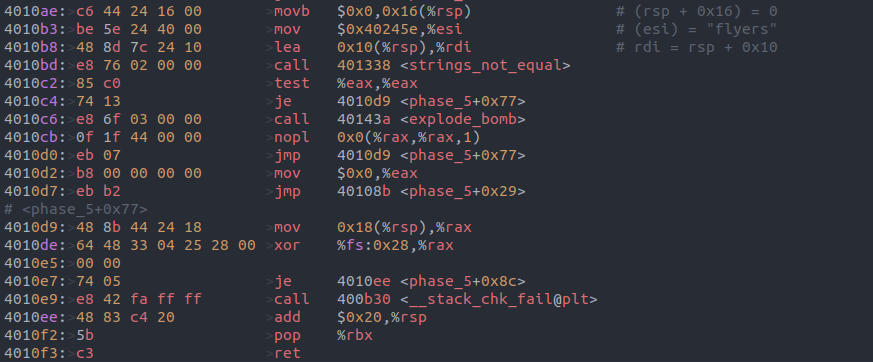 4010ae: c6 44 24 16 00 movb $0x0,0x16(%rsp) # (rsp + 0x16) = 0
4010b3: be 5e 24 40 00 mov $0x40245e,%esi # (esi) = "flyers"
4010b8: 48 8d 7c 24 10 lea 0x10(%rsp),%rdi # rdi = rsp + 0x10
4010bd: e8 76 02 00 00 call 401338 <strings_not_equal>
4010c2: 85 c0 test %eax,%eax
4010c4: 74 13 je 4010d9 <phase_5+0x77>
4010c6: e8 6f 03 00 00 call 40143a <explode_bomb>
4010cb: 0f 1f 44 00 00 nopl 0x0(%rax,%rax,1)
4010d0: eb 07 jmp 4010d9 <phase_5+0x77>
4010d2: b8 00 00 00 00 mov $0x0,%eax
4010d7: eb b2 jmp 40108b <phase_5+0x29>
# <phase_5+0x77>
4010d9: 48 8b 44 24 18 mov 0x18(%rsp),%rax
4010de: 64 48 33 04 25 28 00 xor %fs:0x28,%rax
4010e5: 00 00
4010e7: 74 05 je 4010ee <phase_5+0x8c>
4010e9: e8 42 fa ff ff call 400b30 <__stack_chk_fail@plt>
4010ee: 48 83 c4 20 add $0x20,%rsp
4010f2: 5b pop %rbx
4010f3: c3 ret